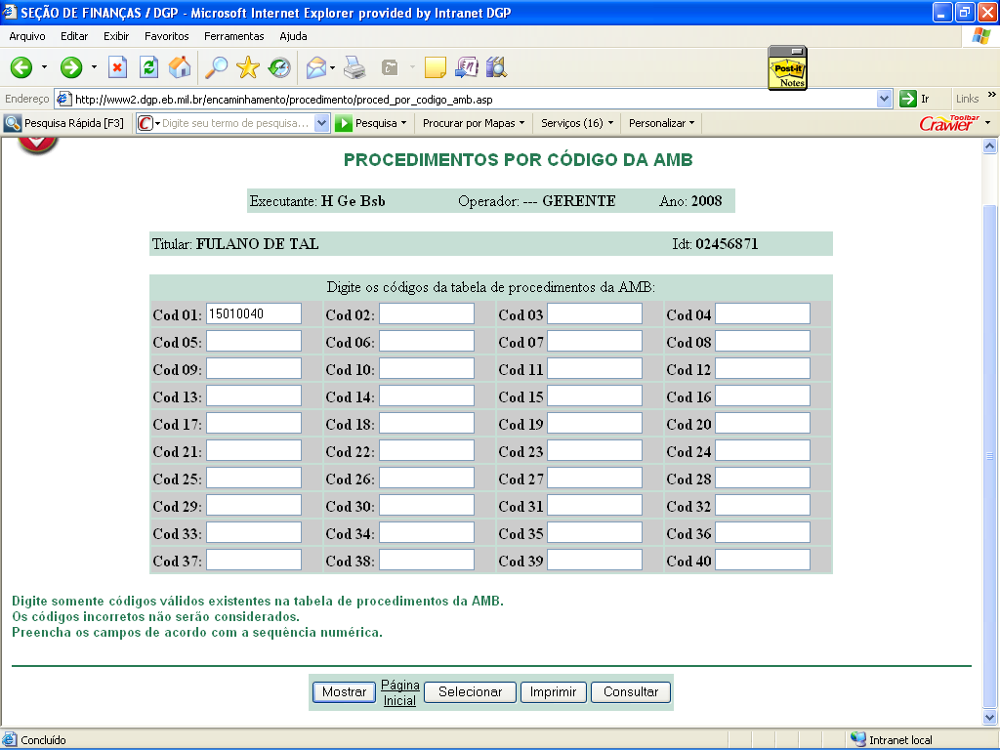 SEÇÃO DE FINANÇAS / DGP - Microsoft Internet Explorer provided by Intranet DGP
Arquivo Editar Exibir Favoritos Ferramentas Ajuda
Post-it
Notes
Endereço http://www2.dgp.eb.mil.br/encaminhamento/procedimento/proced_por_codigo_amb.asp Ir Links »
Pesquisa Rápida [F3] Digite seu termo de pesquisa... Pesquisa Procurar por Mapas Serviços (16) Personalizar Crawler Toolbar
PROCEDIMENTOS POR CÓDIGO DA AMB
Executante: H Ge Bsb Operador: --- GERENTE Ano: 2008
Titular: FULANO DE TAL Idt: 02456871
Digite os códigos da tabela de procedimentos da AMB:
Cod 01: 15010040 Cod 02: Cod 03 Cod 04
Cod 05: Cod 06: Cod 07 Cod 08
Cod 09: Cod 10: Cod 11 Cod 12
Cod 13: Cod 14: Cod 15 Cod 16
Cod 17: Cod 18: Cod 19 Cod 20
Cod 21: Cod 22: Cod 23 Cod 24
Cod 25: Cod 26: Cod 27 Cod 28
Cod 29: Cod 30: Cod 31 Cod 32
Cod 33: Cod 34: Cod 35 Cod 36
Cod 37: Cod 38: Cod 39 Cod 40
Digite somente códigos válidos existentes na tabela de procedimentos da AMB.
Os códigos incorretos não serão considerados.
Preencha os campos de acordo com a sequência numérica.
Mostrar Página Inicial Selecionar Imprimir Consultar
Concluído Intranet local